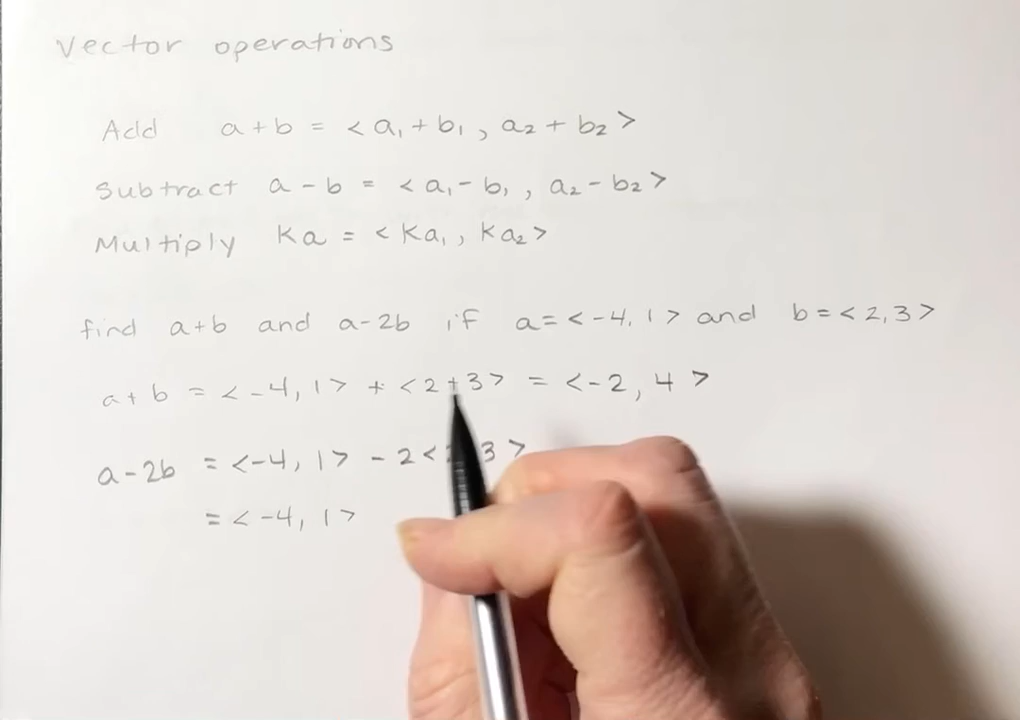 Vector operations
Add a + b = < a₁ + b₁ , a₂ + b₂ >
Subtract a - b = < a₁ - b₁ , a₂ - b₂ >
Multiply Ka = < Ka₁ , Ka₂ >
find a+b and a-2b if a = < -4, 1 > and b = < 2, 3 >
a + b = < -4, 1 > + < 2+3 > = < -2, 4 >
a - 2b = < -4, 1 > - 2 < 3 >
= < -4, 1 >